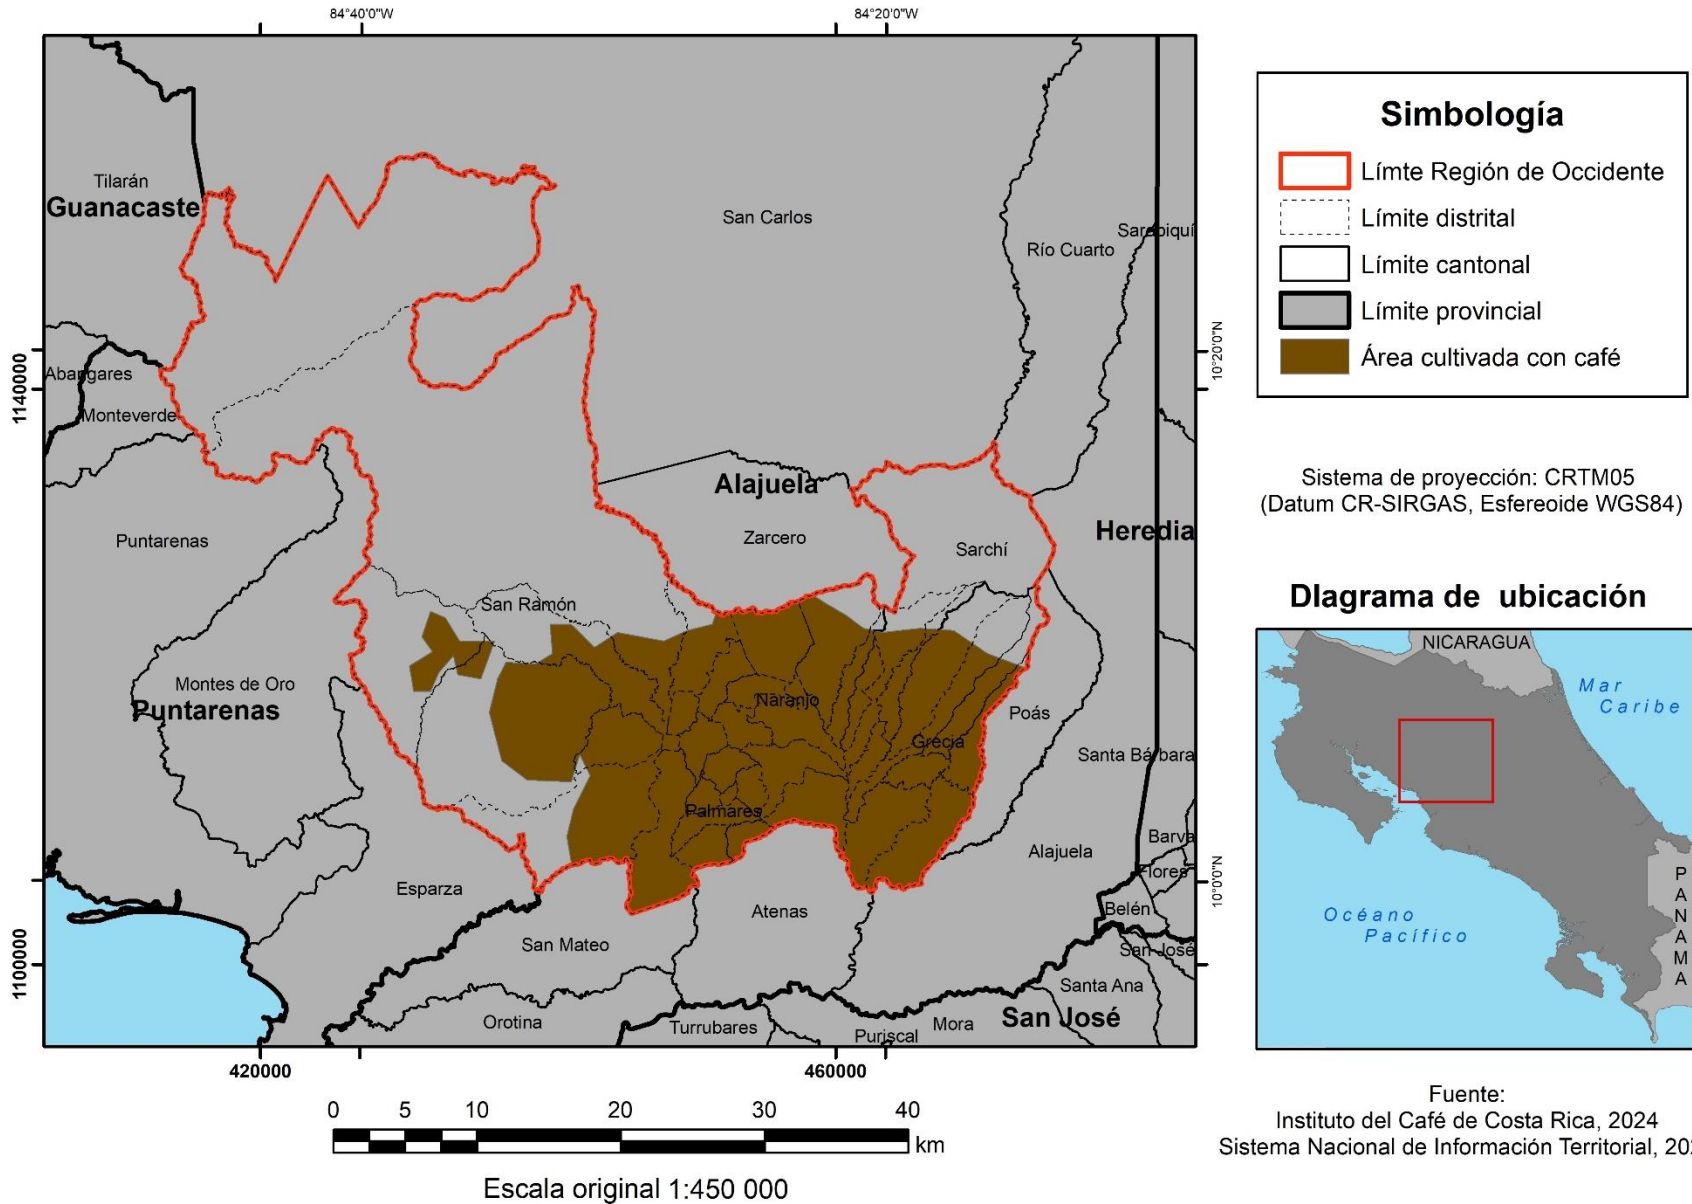 84°40'0"W
84°20'0"W
Tilarán
Guanacaste
San Carlos
Río Cuarto
Sarapiquí
Abangares
Monteverde
1140000
10°20'0"N
Alajuela
Heredia
Puntarenas
Zarcero
Sarchí
San Ramón
Montes de Oro
Puntarenas
Naranjo
Poás
Grecia
Santa Bárbara
Palmares
Barva
Alajuela
Flores
Esparza
10°0'0"N
Belén
Atenas
San Mateo
San José
1100000
Santa Ana
Orotina
Turrubares
Mora
San José
Puriscal
420000
460000
0 5 10 20 30 40
km
Escala original 1:450 000
Simbología
Límte Región de Occidente
Límite distrital
Límite cantonal
Límite provincial
Área cultivada con café
Sistema de proyección: CRTM05
(Datum CR-SIRGAS, Esfereoide WGS84)
DIagrama de ubicación
NICARAGUA
Mar
Caribe
Océano
Pacífico
PANAMA
Fuente:
Instituto del Café de Costa Rica, 2024
Sistema Nacional de Información Territorial,